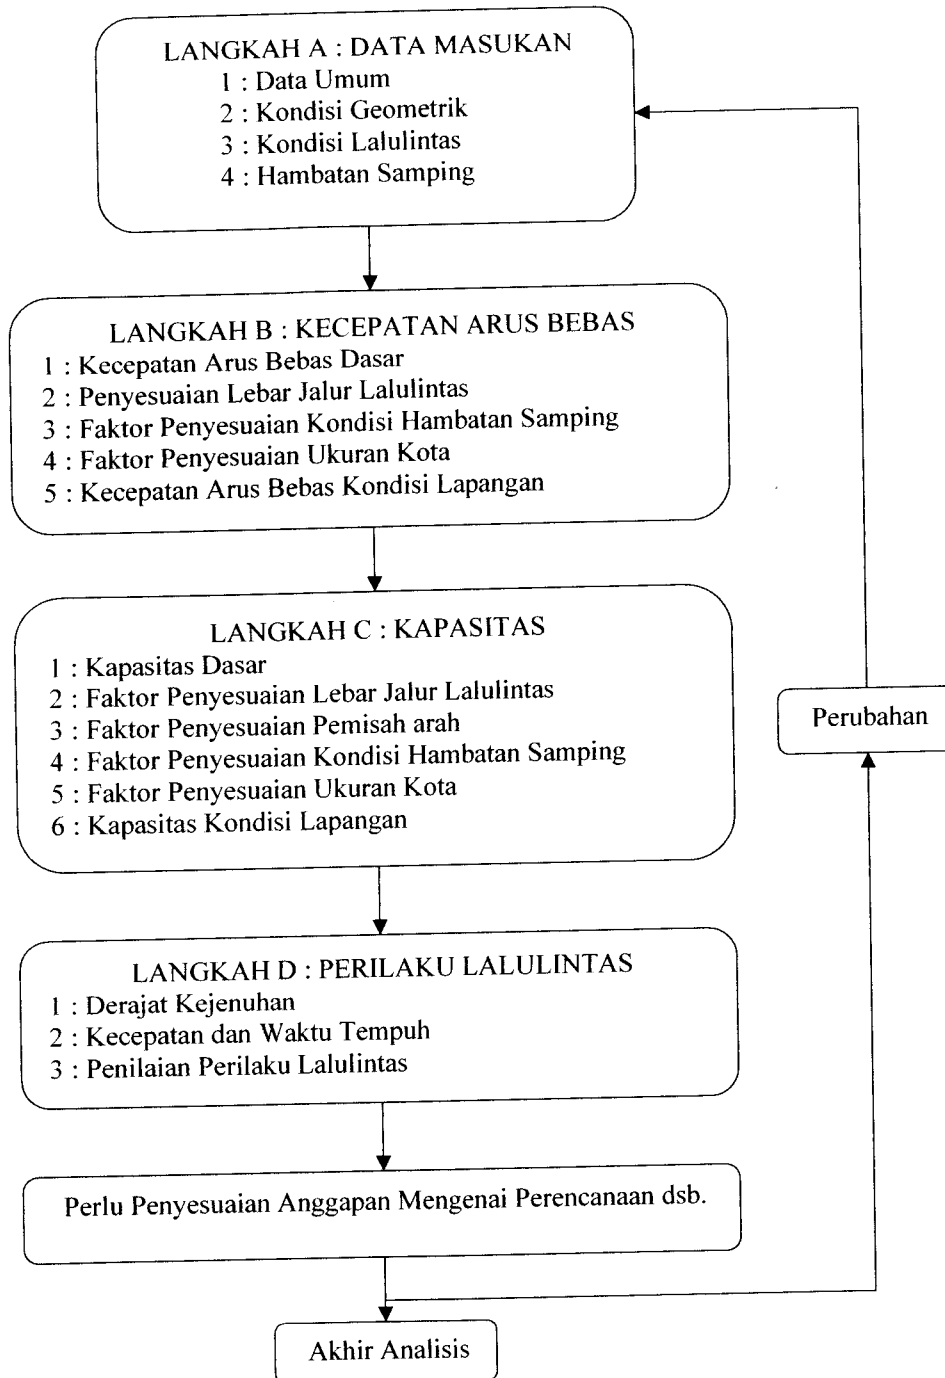 LANGKAH A : DATA MASUKAN
1 : Data Umum
2 : Kondisi Geometrik
3 : Kondisi Lalulintas
4 : Hambatan Samping
LANGKAH B : KECEPATAN ARUS BEBAS
1 : Kecepatan Arus Bebas Dasar
2 : Penyesuaian Lebar Jalur Lalulintas
3 : Faktor Penyesuaian Kondisi Hambatan Samping
4 : Faktor Penyesuaian Ukuran Kota
5 : Kecepatan Arus Bebas Kondisi Lapangan
LANGKAH C : KAPASITAS
1 : Kapasitas Dasar
2 : Faktor Penyesuaian Lebar Jalur Lalulintas
3 : Faktor Penyesuaian Pemisah arah
4 : Faktor Penyesuaian Kondisi Hambatan Samping
5 : Faktor Penyesuaian Ukuran Kota
6 : Kapasitas Kondisi Lapangan
Perubahan
LANGKAH D : PERILAKU LALULINTAS
1 : Derajat Kejenuhan
2 : Kecepatan dan Waktu Tempuh
3 : Penilaian Perilaku Lalulintas
Perlu Penyesuaian Anggapan Mengenai Perencanaan dsb.
Akhir Analisis